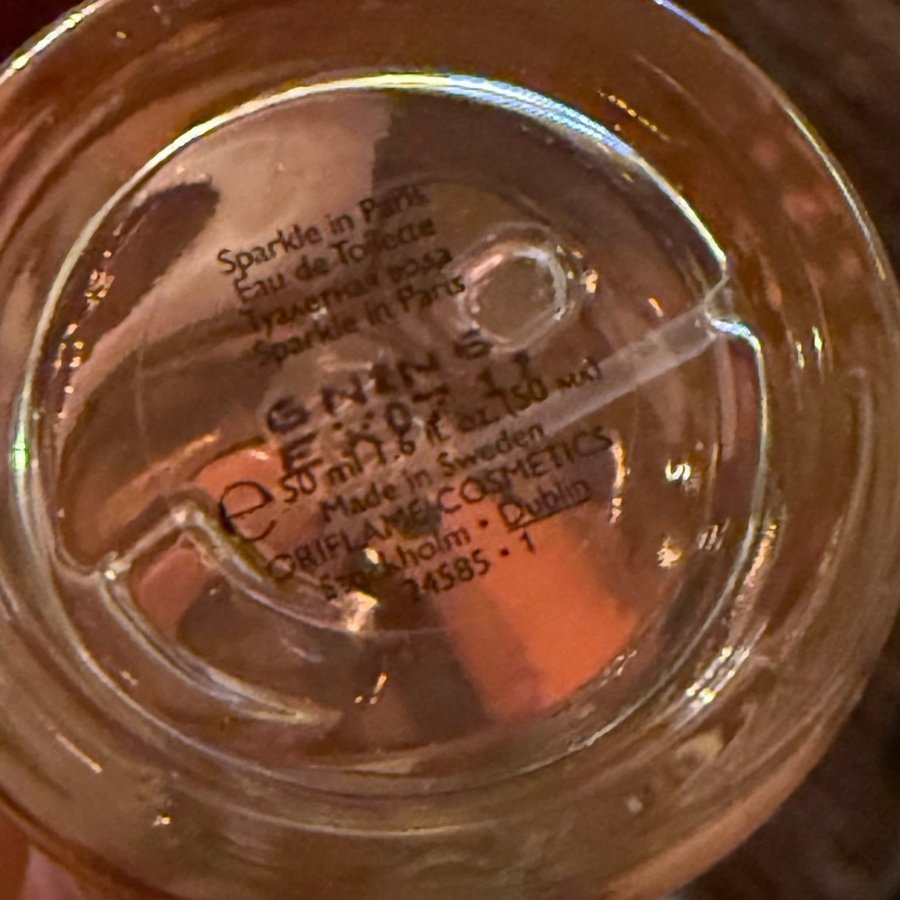 Sparkle in Paris
Eau de Toilette
Туалетная вода
Sparkle in Paris
e 50 ml 1.6 fl. oz. (50 мл)
Made in Sweden
ORIFLAME COSMETICS
Stockholm • Dublin
24585 • 1